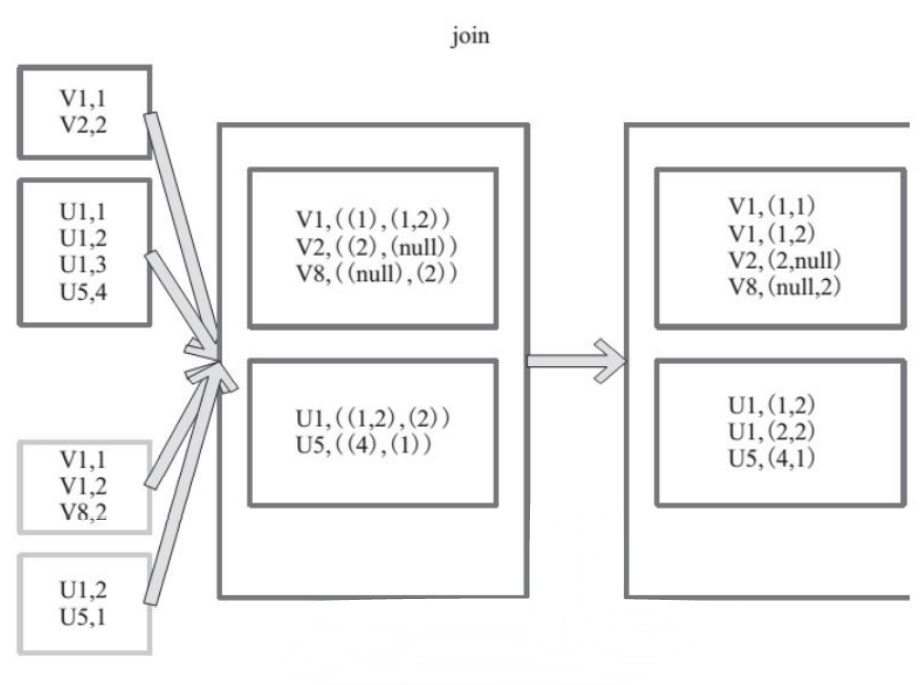 join
V1,1
V2,2
U1,1
U1,2
U1,3
U5,4
V1,1
V1,2
V8,2
U1,2
U5,1
V1,((1),(1,2))
V2,((2),(null))
V8,((null),(2))
U1,((1,2),(2))
U5,((4),(1))
V1,(1,1)
V1,(1,2)
V2,(2,null)
V8,(null,2)
U1,(1,2)
U1,(2,2)
U5,(4,1)